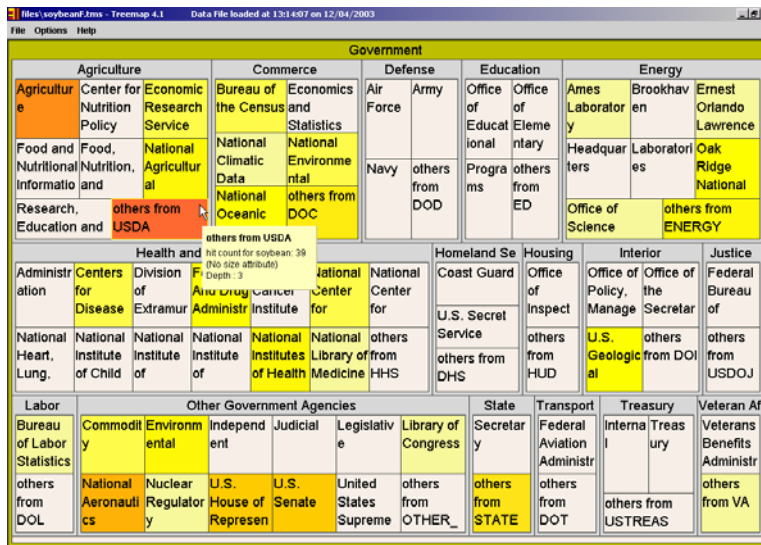 files\soybeanF.tms - Treemap 4.1 Data File loaded at 13:14:07 on 12/04/2003
File Options Help
Government
Agriculture Commerce Defense Education Energy
Agricultur
e
Center for
Nutrition
Policy
Economic
Research
Service
Bureau of
the Census
Economics
and
Statistics
Air
Force
Army
Office
of
Educat
ional
Office
of
Eleme
ntary
Ames
Laborator
y
Brookhav
en
Ernest
Orlando
Lawrence
Food and
Nutritional
Informatio
Food,
Nutrition,
and
National
Agricultur
al
National
Climatic
Data
National
Environme
ntal
Navy
others
from
DOD
Progra
ms
others
from
ED
Headquar
ters
Laboratori
es
Oak
Ridge
National
Research,
Education and
others from
USDA
National
Oceanic
others from
DOC
Office of
Science
others from
ENERGY
others from USDA
hit count for soybean: 39
(No size attribute)
Depth : 3
Health and
Homeland Se
Housing
Interior
Justice
Administr
ation
Centers
for
Disease
Division
of
Extramur
And Drug
Administr
Cancer
Institute
National
Center
for
National
Center
for
Coast Guard
U.S. Secret
Service
others from
DHS
Office
of
Inspect
Office of
Policy,
Manage
Office of
the
Secretar
Federal
Bureau
of
National
Heart,
Lung,
National
Institute
of Child
National
Institute
of
National
Institute
of
National
Institutes
of Health
National
Library of
Medicine
others
from
HHS
others
from
HUD
U.S.
Geologic
al
others
from DOI
others
from
USDOJ
Labor Other Government Agencies State Transport Treasury Veteran Af
Bureau
of Labor
Statistics
Commodit
y
Environm
ental
Independ
ent
Judicial
Legislativ
e
Library of
Congress
Secretar
y
Federal
Aviation
Administr
Interna
l
Treas
ury
Veterans
Benefits
Administr
others
from
DOL
National
Aeronauti
cs
Nuclear
Regulator
y
U.S.
House of
Represen
U.S.
Senate
United
States
Supreme
others
from
OTHER_
others
from
STATE
others
from
DOT
others from
USTREAS
others
from VA